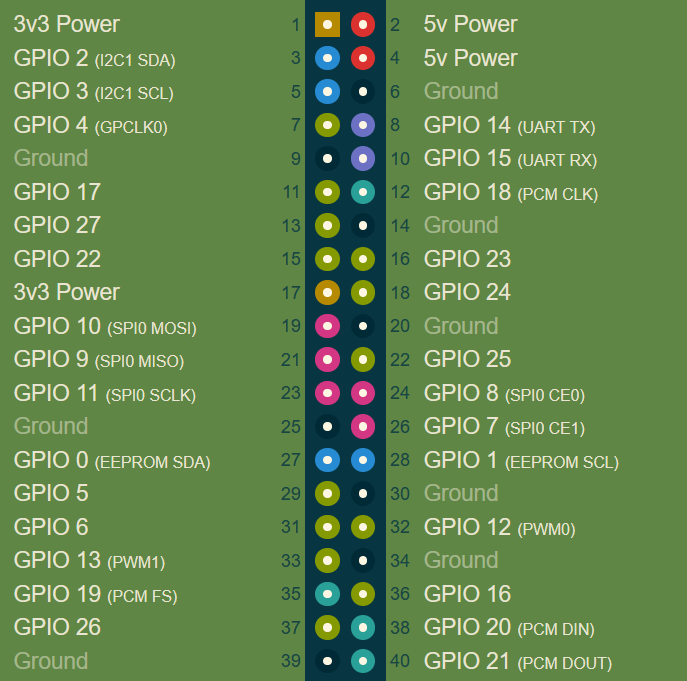 3v3 Power 1 2 5v Power
GPIO 2 (I2C1 SDA) 3 4 5v Power
GPIO 3 (I2C1 SCL) 5 6 Ground
GPIO 4 (GPCLK0) 7 8 GPIO 14 (UART TX)
Ground 9 10 GPIO 15 (UART RX)
GPIO 17 11 12 GPIO 18 (PCM CLK)
GPIO 27 13 14 Ground
GPIO 22 15 16 GPIO 23
3v3 Power 17 18 GPIO 24
GPIO 10 (SPI0 MOSI) 19 20 Ground
GPIO 9 (SPI0 MISO) 21 22 GPIO 25
GPIO 11 (SPI0 SCLK) 23 24 GPIO 8 (SPI0 CE0)
Ground 25 26 GPIO 7 (SPI0 CE1)
GPIO 0 (EEPROM SDA) 27 28 GPIO 1 (EEPROM SCL)
GPIO 5 29 30 Ground
GPIO 6 31 32 GPIO 12 (PWM0)
GPIO 13 (PWM1) 33 34 Ground
GPIO 19 (PCM FS) 35 36 GPIO 16
GPIO 26 37 38 GPIO 20 (PCM DIN)
Ground 39 40 GPIO 21 (PCM DOUT)